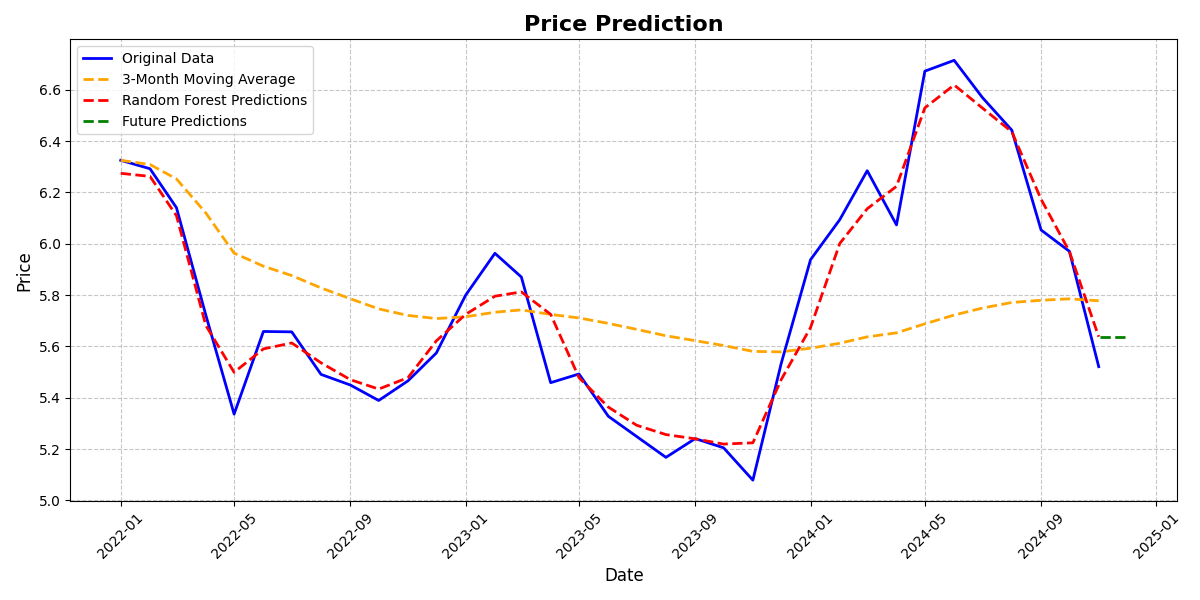 Price Prediction
Original Data
3-Month Moving Average
Random Forest Predictions
Future Predictions
Price
6.6
6.4
6.2
6.0
5.8
5.6
5.4
5.2
5.0
2022-01
2022-05
2022-09
2023-01
2023-05
2023-09
2024-01
2024-05
2024-09
2025-01
Date